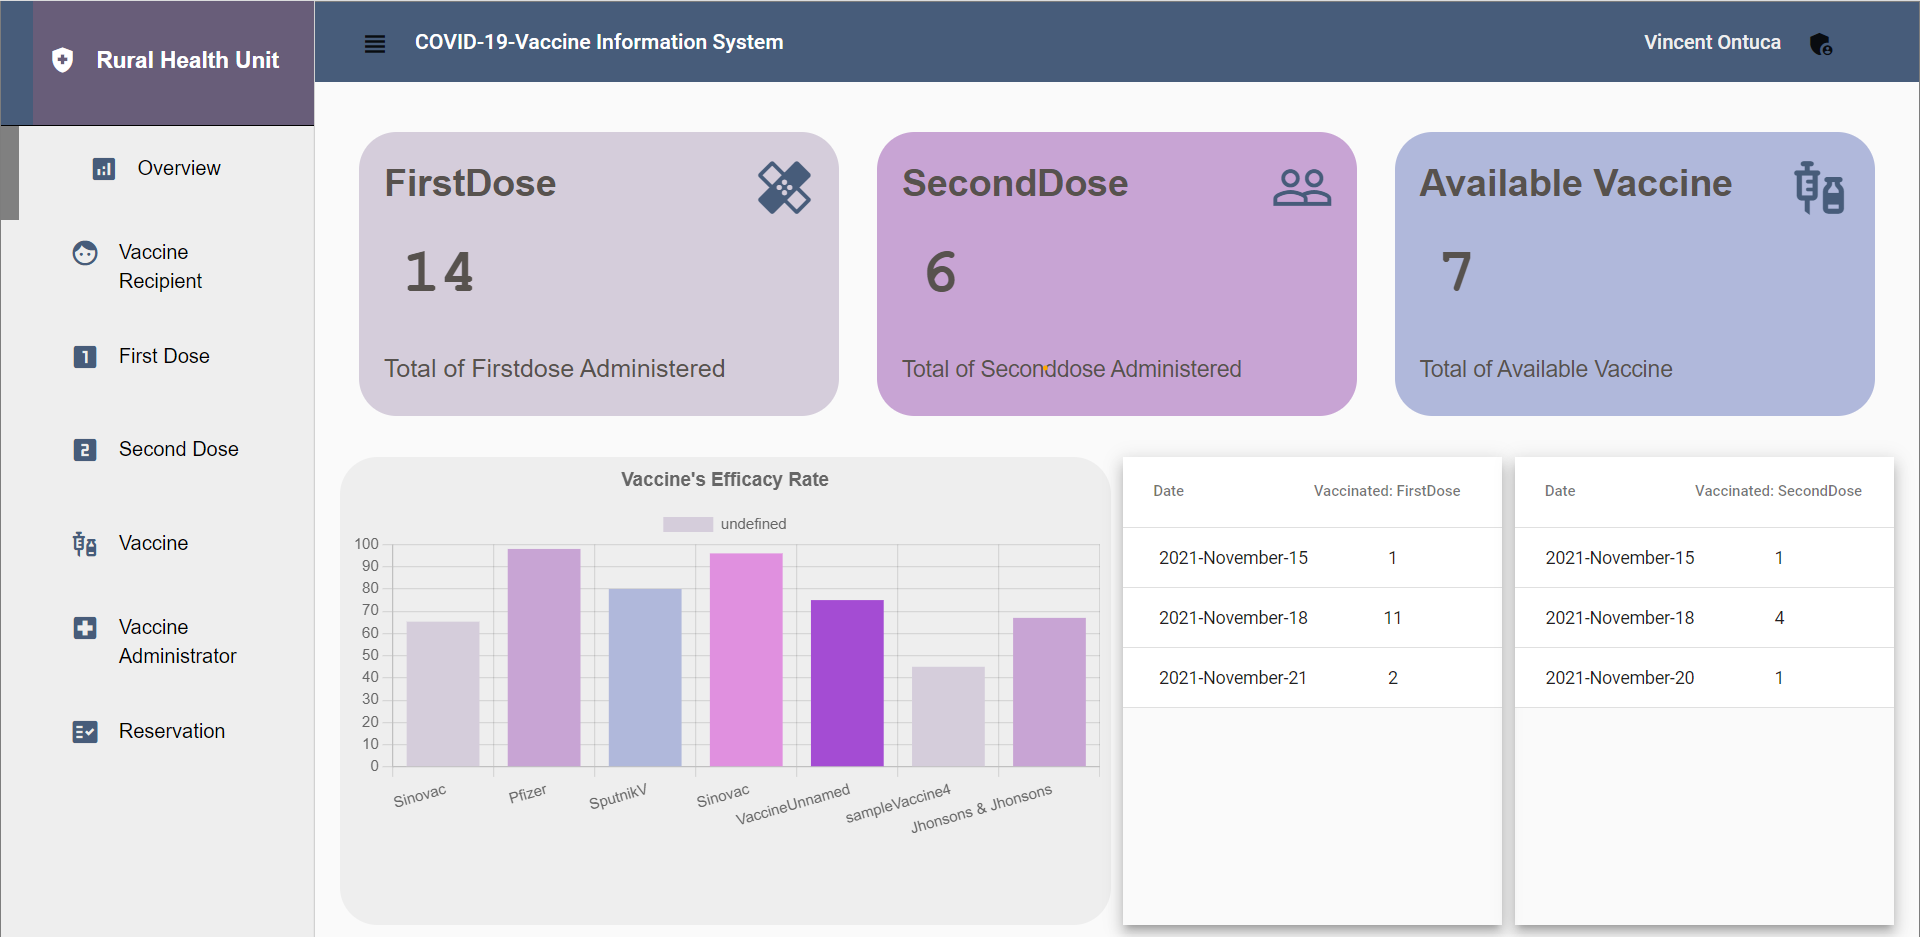 Rural Health Unit
COVID-19-Vaccine Information System
Vincent Ontuca
Overview
Vaccine
Recipient
1 First Dose
2 Second Dose
Vaccine
Vaccine
Administrator
Reservation
FirstDose
14
Total of Firstdose Administered
SecondDose
6
Total of Seconddose Administered
Available Vaccine
7
Total of Available Vaccine
Vaccine's Efficacy Rate
undefined
100
90
80
70
60
50
40
30
20
10
0
Sinovac
Pfizer
SputnikV
Sinovac
VaccineUnnamed
sampleVaccine4
Jhonsons & Jhonsons
Date Vaccinated: FirstDose
2021-November-15 1
2021-November-18 11
2021-November-21 2
Date Vaccinated: SecondDose
2021-November-15 1
2021-November-18 4
2021-November-20 1